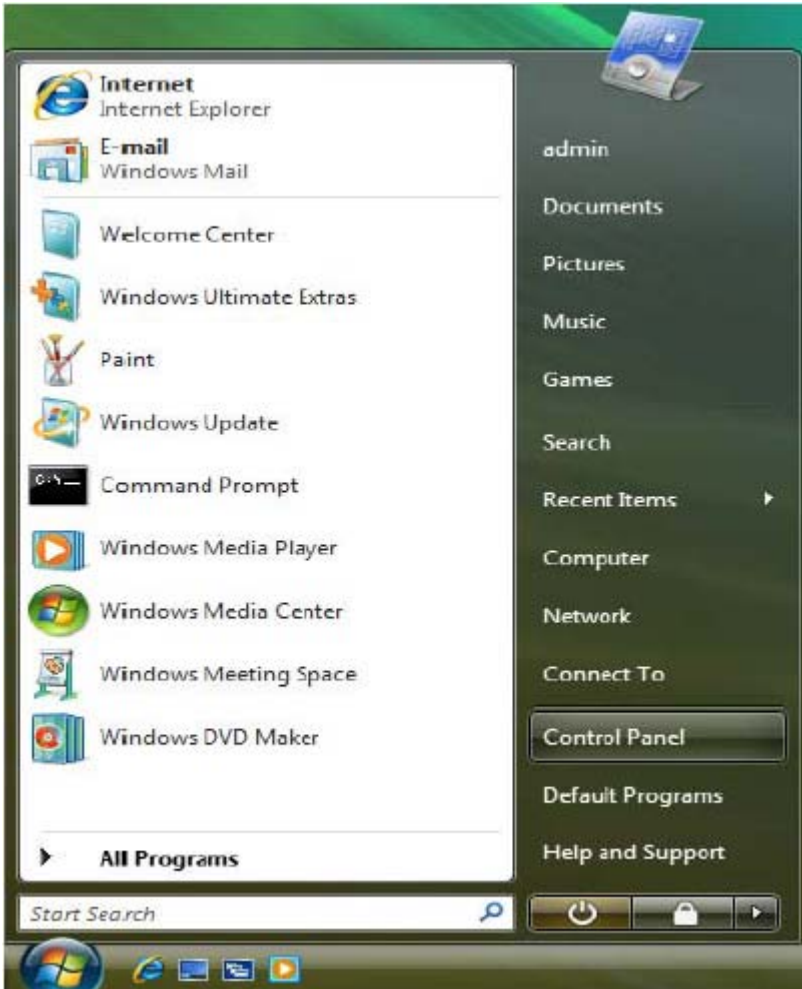 Internet
Internet Explorer
E-mail
Windows Mail
Welcome Center
Windows Ultimate Extras
Paint
Windows Update
C:\
Command Prompt
Windows Media Player
Windows Media Center
Windows Meeting Space
Windows DVD Maker
All Programs
Start Search
admin
Documents
Pictures
Music
Games
Search
Recent Items
Computer
Network
Connect To
Control Panel
Default Programs
Help and Support